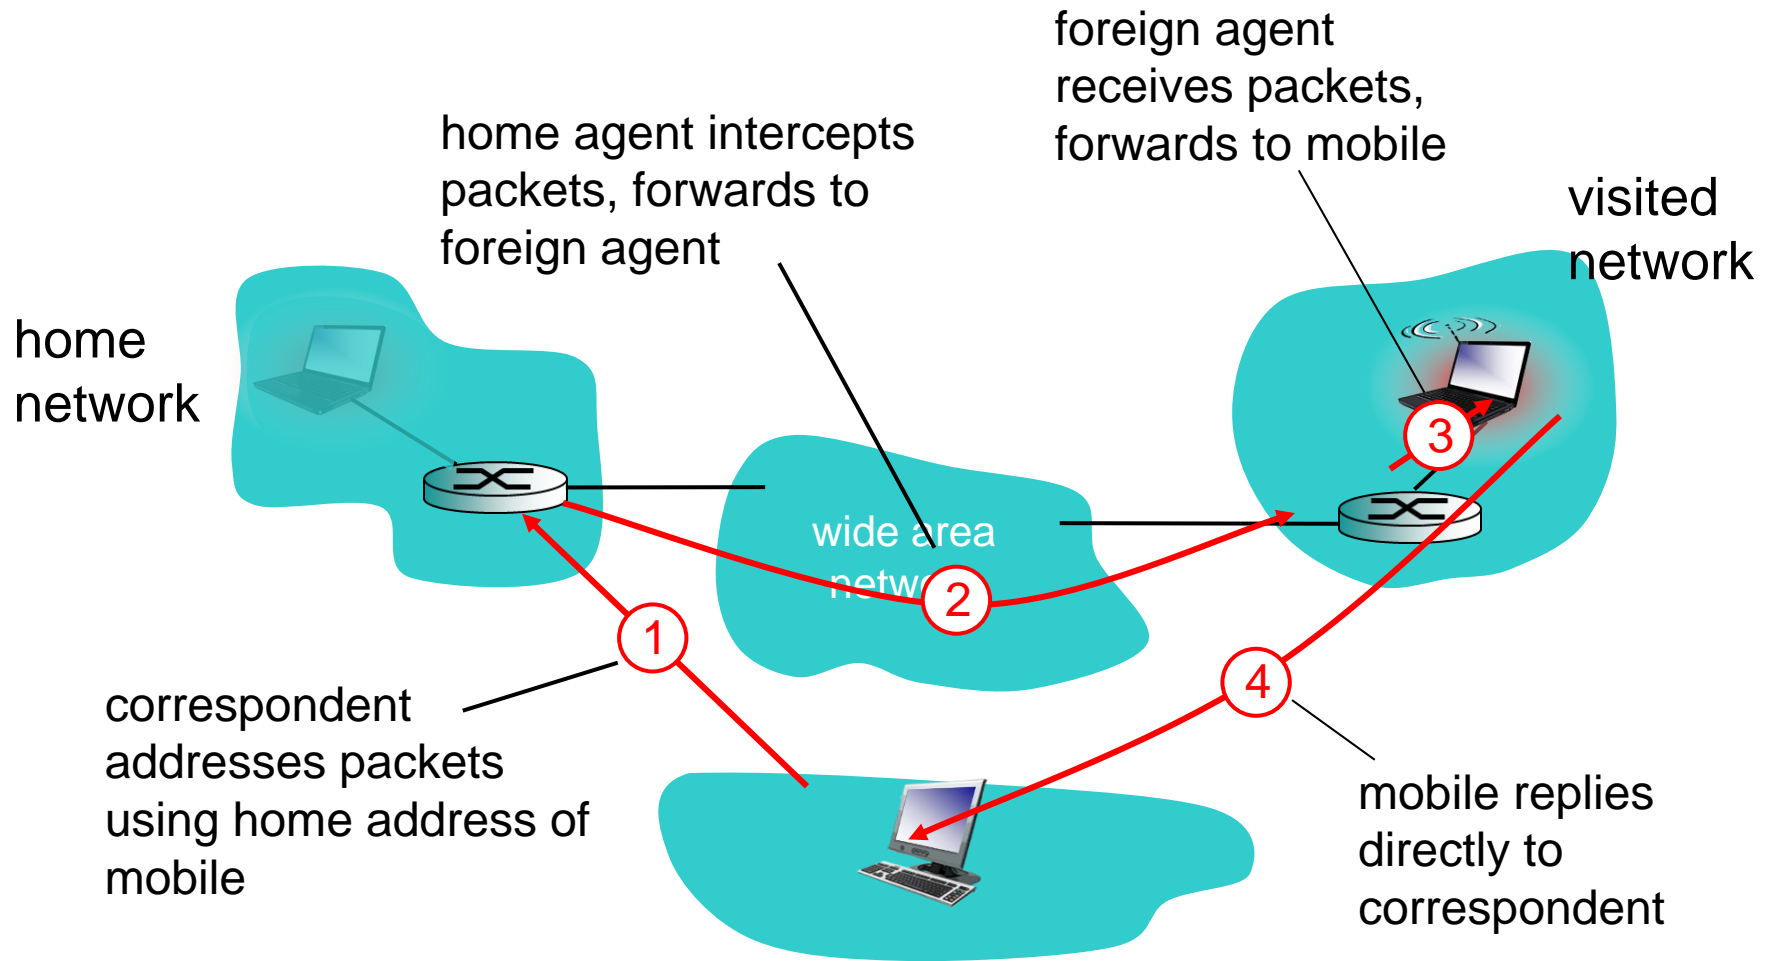 foreign agent
receives packets,
forwards to mobile
home agent intercepts
packets, forwards to
foreign agent
visited
network
home
network
3
wide area
network
2
1
4
correspondent
addresses packets
using home address of
mobile
mobile replies
directly to
correspondent